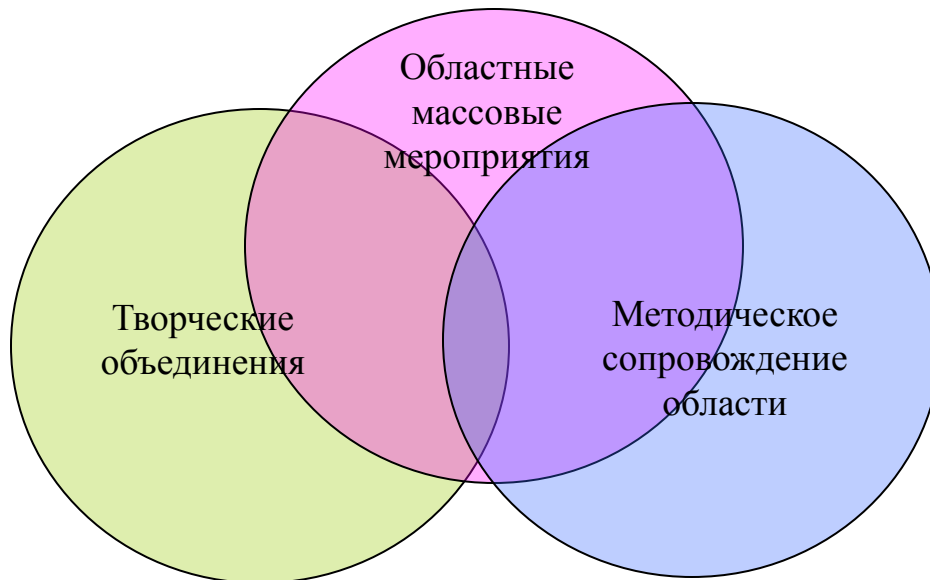 Областные
массовые
мероприятия
Творческие
объединения
Методическое
сопровождение
области